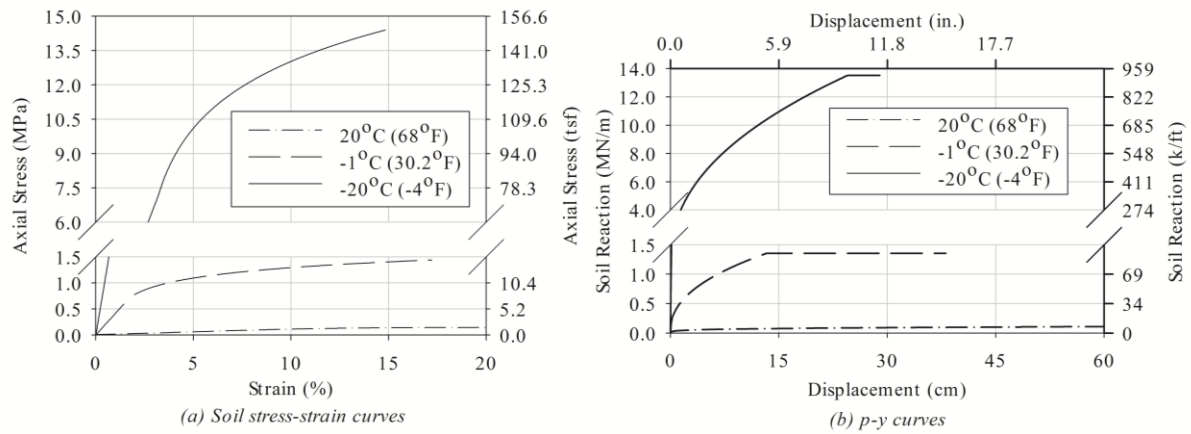 15.0
13.5
12.0
10.5
9.0
7.5
6.0
1.5
1.0
0.5
0.0
Axial Stress (MPa)
156.6
141.0
125.3
109.6
94.0
78.3
10.4
5.2
0.0
Axial Stress (tsf)
20°C (68°F)
-1°C (30.2°F)
-20°C (-4°F)
0 5 10 15 20
Strain (%)
(a) Soil stress-strain curves
Displacement (in.)
0.0 5.9 11.8 17.7
14.0
12.0
10.0
8.0
6.0
4.0
1.5
1.0
0.5
0.0
Soil Reaction (MN/m)
959
822
685
548
411
274
69
34
0
Soil Reaction (k/ft)
20°C (68°F)
-1°C (30.2°F)
-20°C (-4°F)
0 15 30 45 60
Displacement (cm)
(b) p-y curves